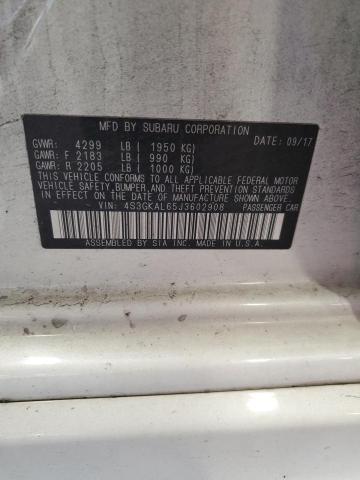 MFD BY SUBARU CORPORATION
GVWR: 4299 LB ( 1950 KG) DATE: 09/17
GAWR: F 2183 LB ( 990 KG)
GAWR: R 2205 LB ( 1000 KG)
THIS VEHICLE CONFORMS TO ALL APPLICABLE FEDERAL MOTOR
VEHICLE SAFETY, BUMPER, AND THEFT PREVENTION STANDARDS
IN EFFECT ON THE DATE OF MANUFACTURE SHOWN ABOVE.
VIN: 4S3GKAL65J3602908 PASSENGER CAR
ASSEMBLED BY SIA INC. MADE IN U.S.A.